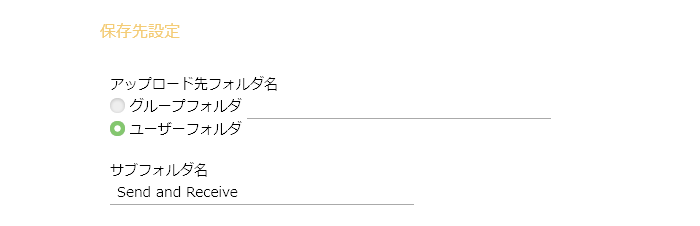 保存先設定
アップロード先フォルダ名
グループフォルダ
ユーザーフォルダ
サブフォルダ名
Send and Receive